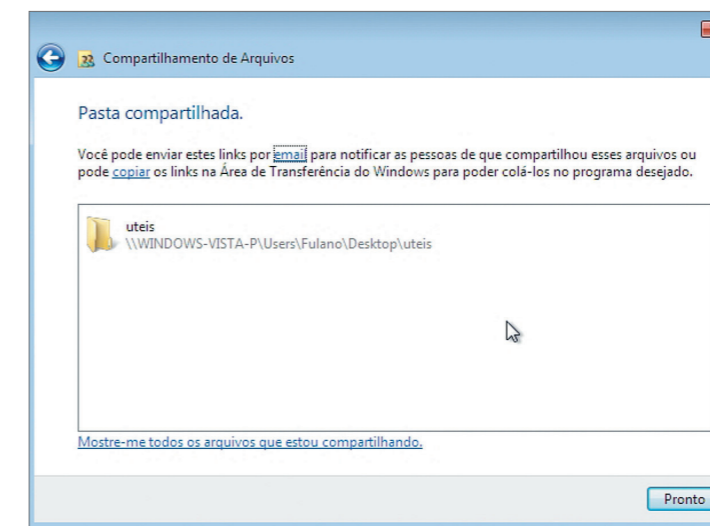 Compartilhamento de Arquivos
Pasta compartilhada.
Você pode enviar estes links por email para notificar as pessoas de que compartilhou esses arquivos ou
pode copiar os links na Área de Transferência do Windows para poder colá-los no programa desejado.
uteis
\\WINDOWS-VISTA-P\Users\Fulano\Desktop\uteis
Mostre-me todos os arquivos que estou compartilhando.
Pronto